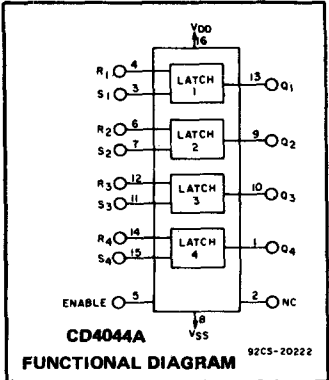 VDD
16
R1 4
S1 3
LATCH
1
13 Q1
R2 6
S2 7
LATCH
2
9 Q2
R3 12
S3 11
LATCH
3
10 Q3
R4 14
S4 15
LATCH
4
1 Q4
ENABLE 5
2 NC
8
VSS
CD4044A
92CS-20222
FUNCTIONAL DIAGRAM